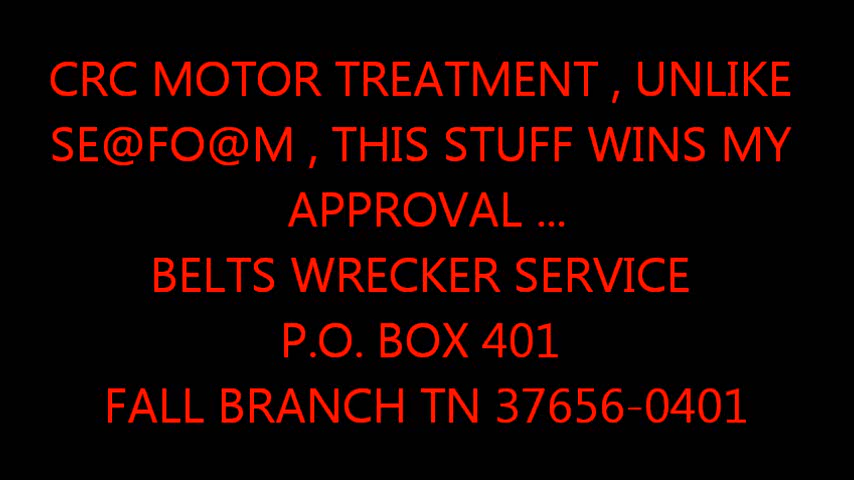 CRC MOTOR TREATMENT , UNLIKE
SE@FO@M , THIS STUFF WINS MY
APPROVAL ...
BELTS WRECKER SERVICE
P.O. BOX 401
FALL BRANCH TN 37656-0401